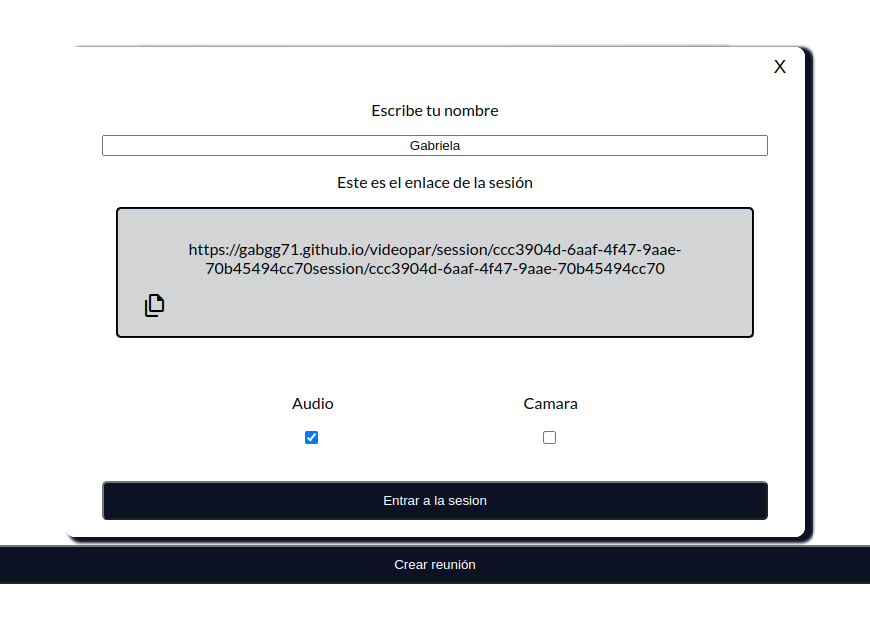 X
Escribe tu nombre
Gabriela
Este es el enlace de la sesión
https://gabgg71.github.io/videopar/session/ccc3904d-6aaf-4f47-9aae-
70b45494cc70session/ccc3904d-6aaf-4f47-9aae-70b45494cc70
Audio Camara
Entrar a la sesion
Crear reunión